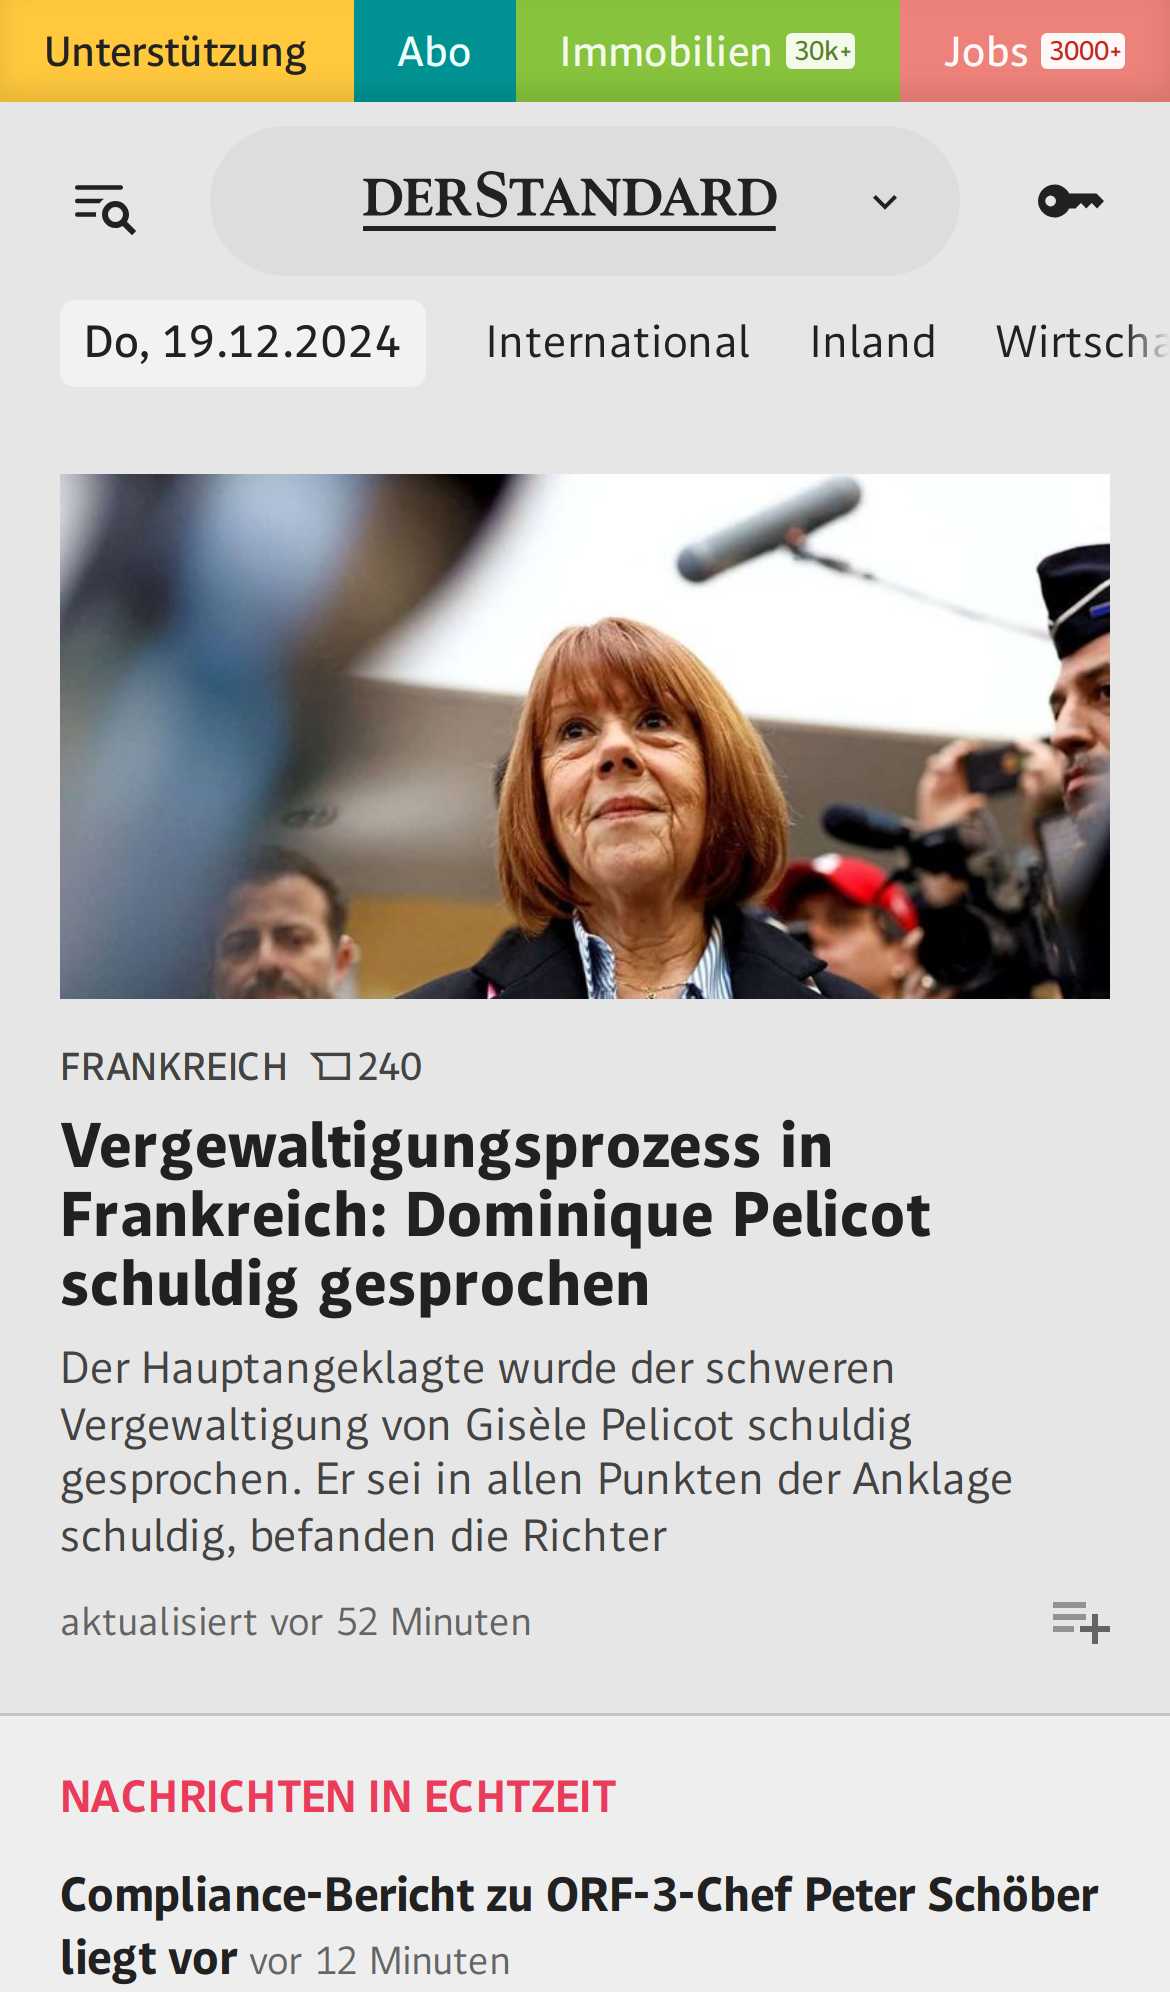 Unterstützung Abo Immobilien 30k+ Jobs 3000+
DERSTANDARD
Do, 19.12.2024 International Inland Wirtscha
FRANKREICH 240
Vergewaltigungsprozess in
Frankreich: Dominique Pelicot
schuldig gesprochen
Der Hauptangeklagte wurde der schweren
Vergewaltigung von Gisèle Pelicot schuldig
gesprochen. Er sei in allen Punkten der Anklage
schuldig, befanden die Richter
aktualisiert vor 52 Minuten
NACHRICHTEN IN ECHTZEIT
Compliance-Bericht zu ORF-3-Chef Peter Schöber
liegt vor vor 12 Minuten